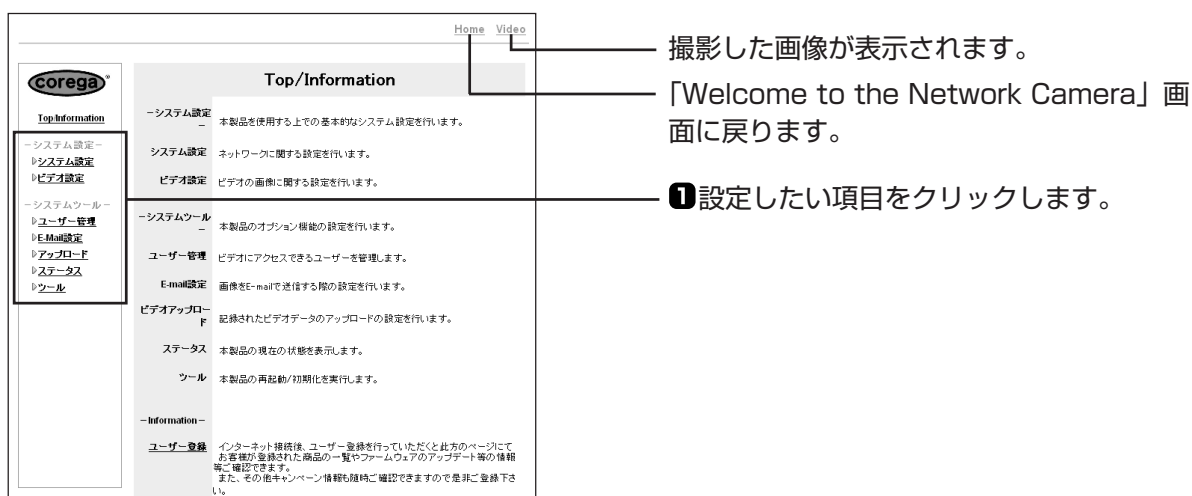 Home Video
corega
Top/Information
Top/Information
－システム設定－
システム設定
ビデオ設定
－システムツール－
ユーザー管理
E-Mail設定
アップロード
ステータス
ツール
－システム設定
－
本製品を使用する上での基本的なシステム設定を行います。
システム設定 ネットワークに関する設定を行います。
ビデオ設定 ビデオの画像に関する設定を行います。
－システムツール
－
本製品のオプション機能の設定を行います。
ユーザー管理 ビデオにアクセスできるユーザーを管理します。
E-mail設定 画像をE-mailで送信する際の設定を行います。
ビデオアップロー
ド
記録されたビデオデータのアップロードの設定を行います。
ステータス 本製品の現在の状態を表示します。
ツール 本製品の再起動/初期化を実行します。
－Information－
ユーザー登録 インターネット接続後、ユーザー登録を行っていただくと此方のページにて
お客様が登録された商品の一覧やファームウェアのアップデート等の情報
等ご確認できます。
また、その他キャンペーン情報も随時ご確認できますので是非ご登録下さ
い。
撮影した画像が表示されます。
「Welcome to the Network Camera」画
面に戻ります。
❶設定したい項目をクリックします。